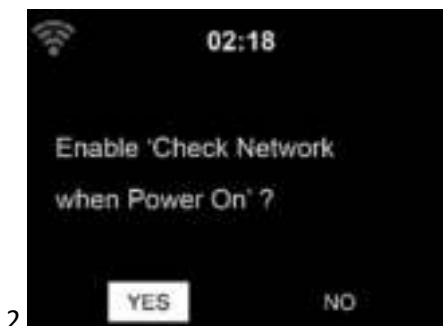 02:18
Enable 'Check Network
when Power On' ?
YES NO
2